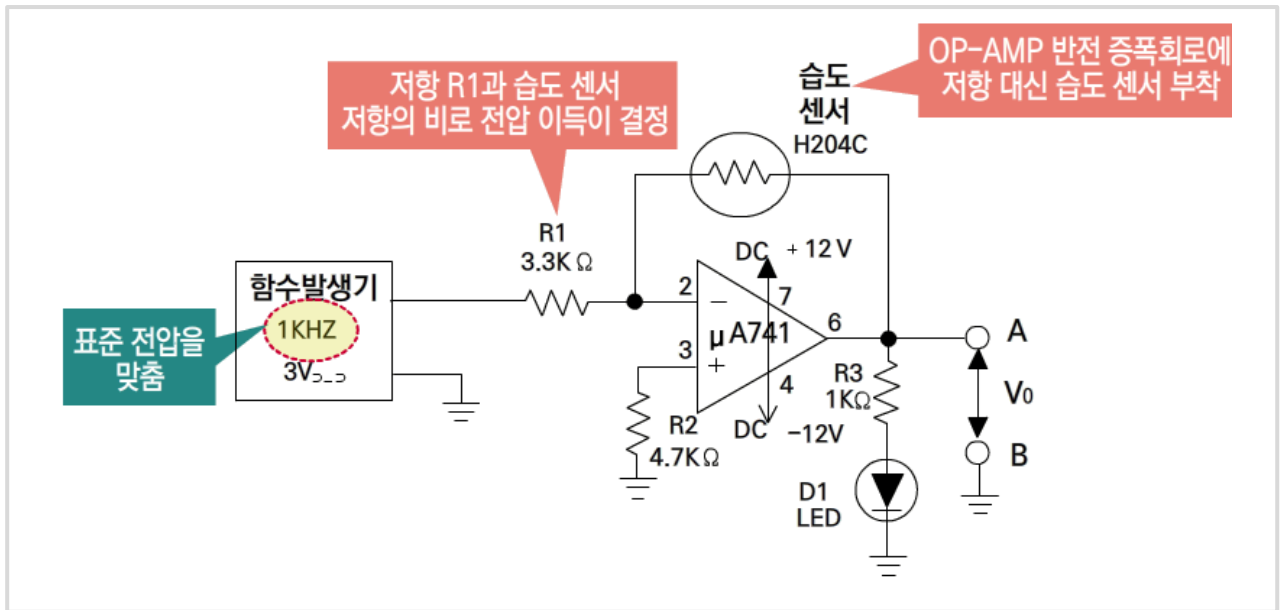 OP-AMP 반전 증폭회로에
저항 대신 습도 센서 부착
저항 R1과 습도 센서
저항의 비로 전압 이득이 결정
습도
센서
H204C
R1
3.3K Ω
DC + 12 V
함수발생기
1KHZ
3V
표준 전압을
맞춤
2
−
7
μ A741
6
3
+
4
A
R3
1KΩ
V0
R2
4.7K Ω
DC −12V
B
D1
LED